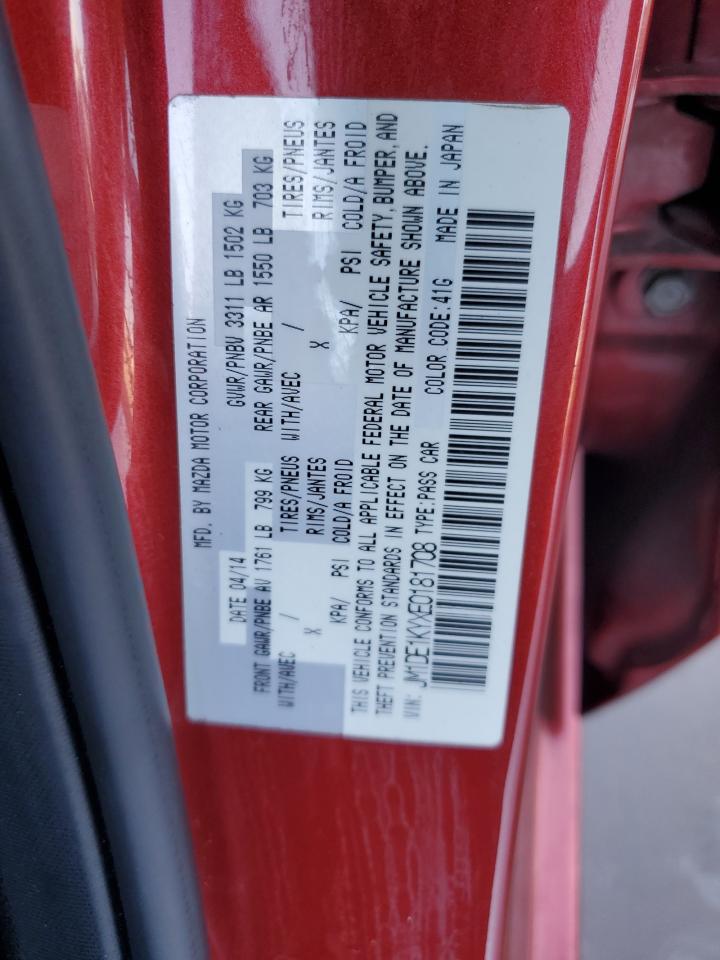 MFD. BY MAZDA MOTOR CORPORATION
DATE 04/14 GVWR/PNBV 3311 LB 1502 KG
FRONT GAWR/PNBE AV 1761 LB 799 KG REAR GAWR/PNBE AR 1550 LB 703 KG
WITH/AVEC / TIRES/PNEUS WITH/AVEC / TIRES/PNEUS
X RIMS/JANTES X RIMS/JANTES
KPA/ PSI COLD/A FROID KPA/ PSI COLD/A FROID
THIS VEHICLE CONFORMS TO ALL APPLICABLE FEDERAL MOTOR VEHICLE SAFETY, BUMPER, AND
THEFT PREVENTION STANDARDS IN EFFECT ON THE DATE OF MANUFACTURE SHOWN ABOVE.
VIN: JM1DE1KYXE0181708 TYPE:PASS CAR COLOR CODE:41G MADE IN JAPAN